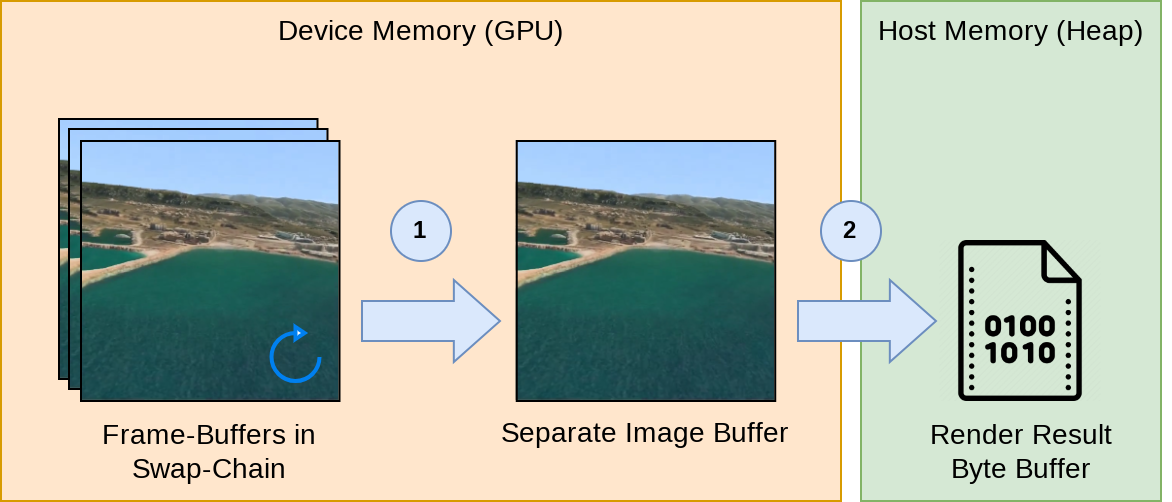 Device Memory (GPU)
Host Memory (Heap)
1
2
0100
1010
Frame-Buffers in
Swap-Chain
Separate Image Buffer
Render Result
Byte Buffer